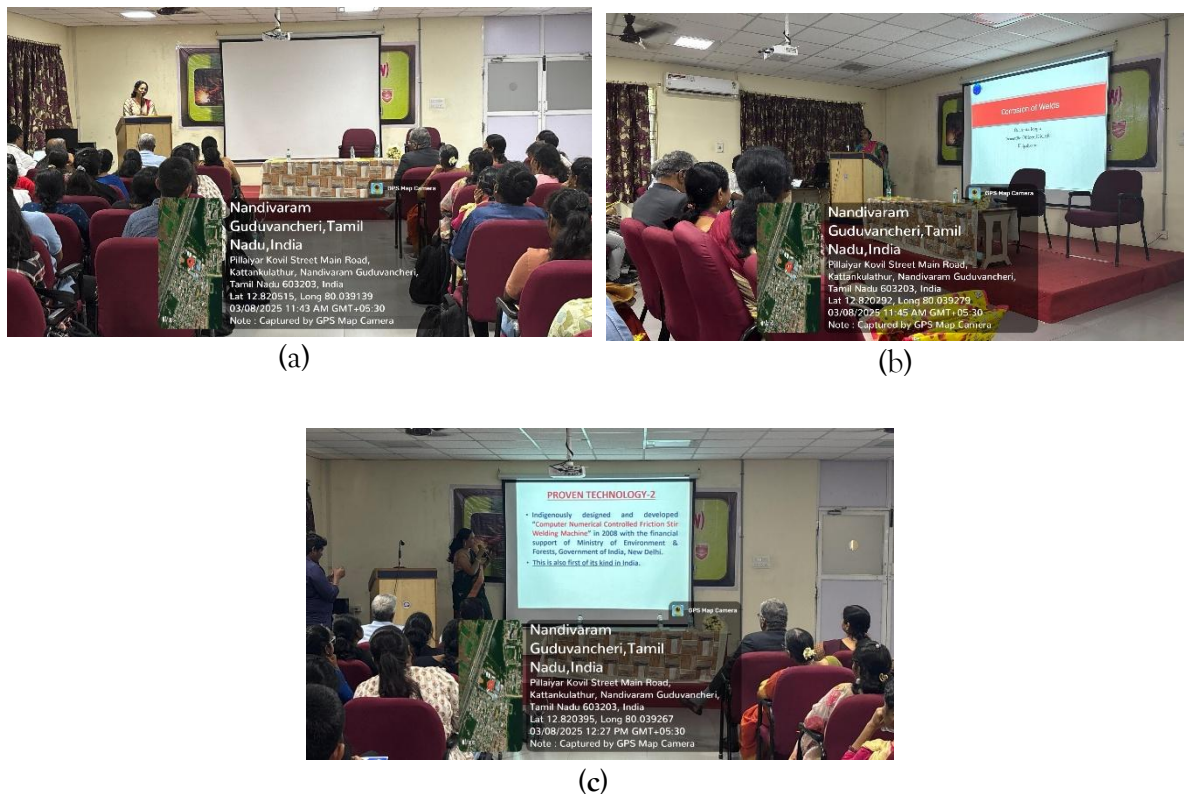 GPS Map Camera
Nandivaram
Guduvancheri,Tamil
Nadu,India
Pillaiyar Kovil Street Main Road,
Kattankulathur, Nandivaram Guduvancheri,
Tamil Nadu 603203, India
Lat 12.820515, Long 80.039139
03/08/2025 11:43 AM GMT+05:30
Note : Captured by GPS Map Camera
(a)
Corrosion of Welds
GPS Map Camera
Nandivaram
Guduvancheri,Tamil
Nadu,India
Pillaiyar Kovil Street Main Road,
Kattankulathur, Nandivaram Guduvancheri,
Tamil Nadu 603203, India
Lat 12.820292, Long 80.039279
03/08/2025 11:45 AM GMT+05:30
Note : Captured by GPS Map Camera
(b)
PROVEN TECHNOLOGY-2
• Indigenously designed and developed
"Computer Numerical Controlled Friction Stir
Welding Machine" in 2008 with the financial
support of Ministry of Environment &
Forests, Government of India, New Delhi.
• This is also first of its kind in India.
GPS Map Camera
Nandivaram
Guduvancheri,Tamil
Nadu,India
Pillaiyar Kovil Street Main Road,
Kattankulathur, Nandivaram Guduvancheri,
Tamil Nadu 603203, India
Lat 12.820395, Long 80.039267
03/08/2025 12:27 PM GMT+05:30
Note : Captured by GPS Map Camera
(c)